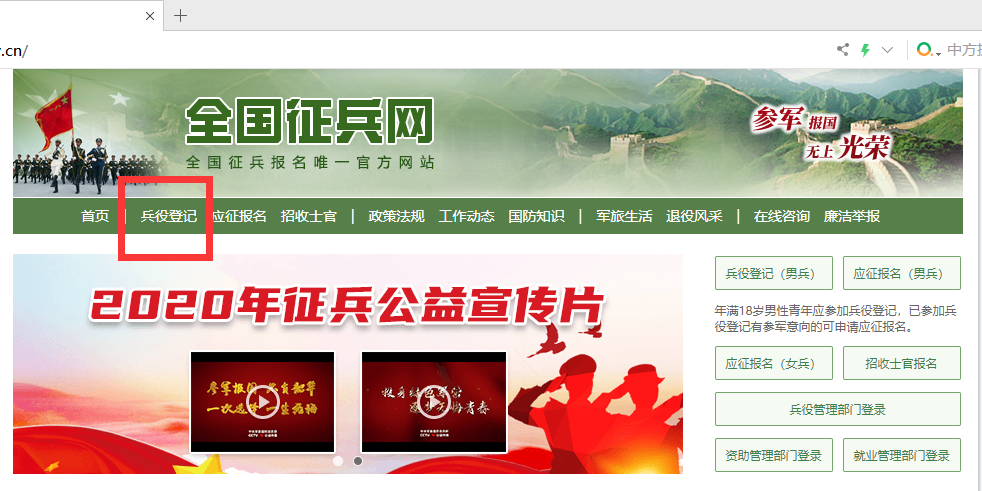 .cn/
中方
全国征兵网
全国征兵报名唯一官方网站
参军 报国
无上 光荣
首页 | 兵役登记 应征报名 招收士官 | 政策法规 工作动态 国防知识 | 军旅生活 退役风采 | 在线咨询 廉洁举报
2020年征兵公益宣传片
兵役登记（男兵） 应征报名（男兵）
年满18岁男性青年应参加兵役登记，已参加兵
役登记有参军意向的可申请应征报名。
应征报名（女兵） 招收士官报名
兵役管理部门登录
资助管理部门登录 就业管理部门登录